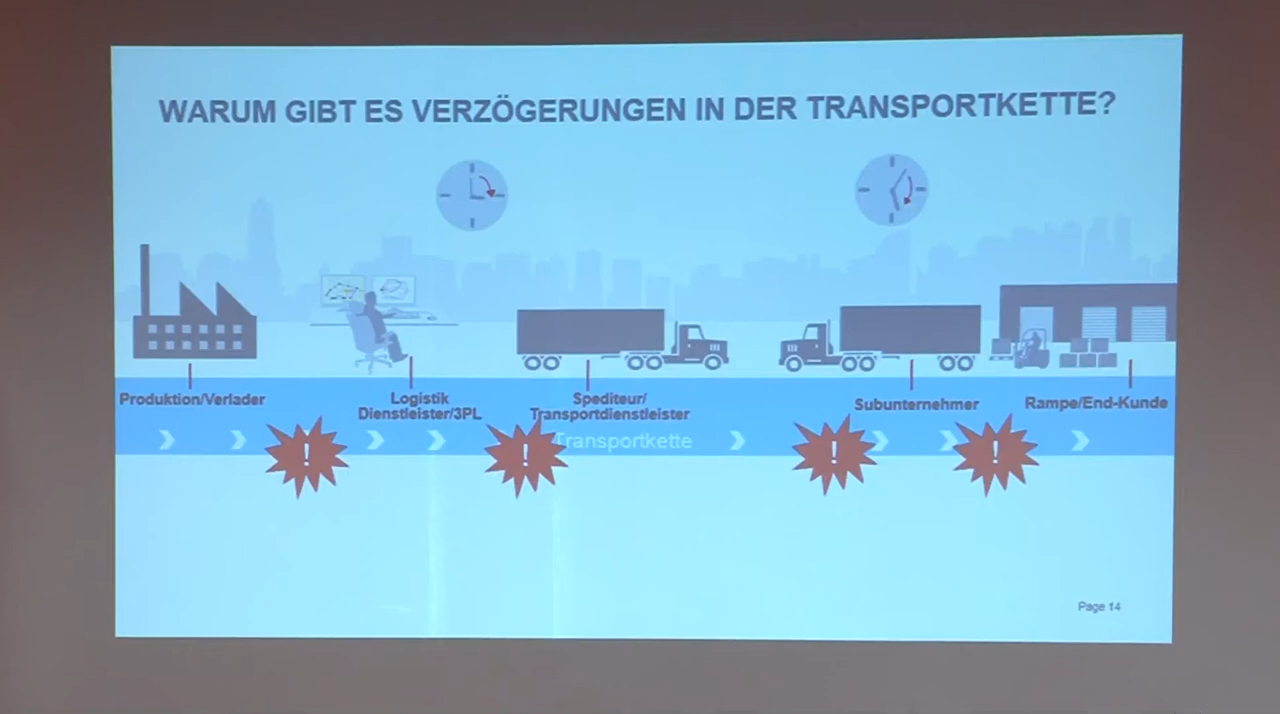 WARUM GIBT ES VERZÖGERUNGEN IN DER TRANSPORTKETTE?
Produktion/Verlader
Logistik
Dienstleister/3PL
Spediteur/
Transportdienstleister
Subunternehmer
Rampe/End-Kunde
!
!
Transportkette
!
!
Page 14